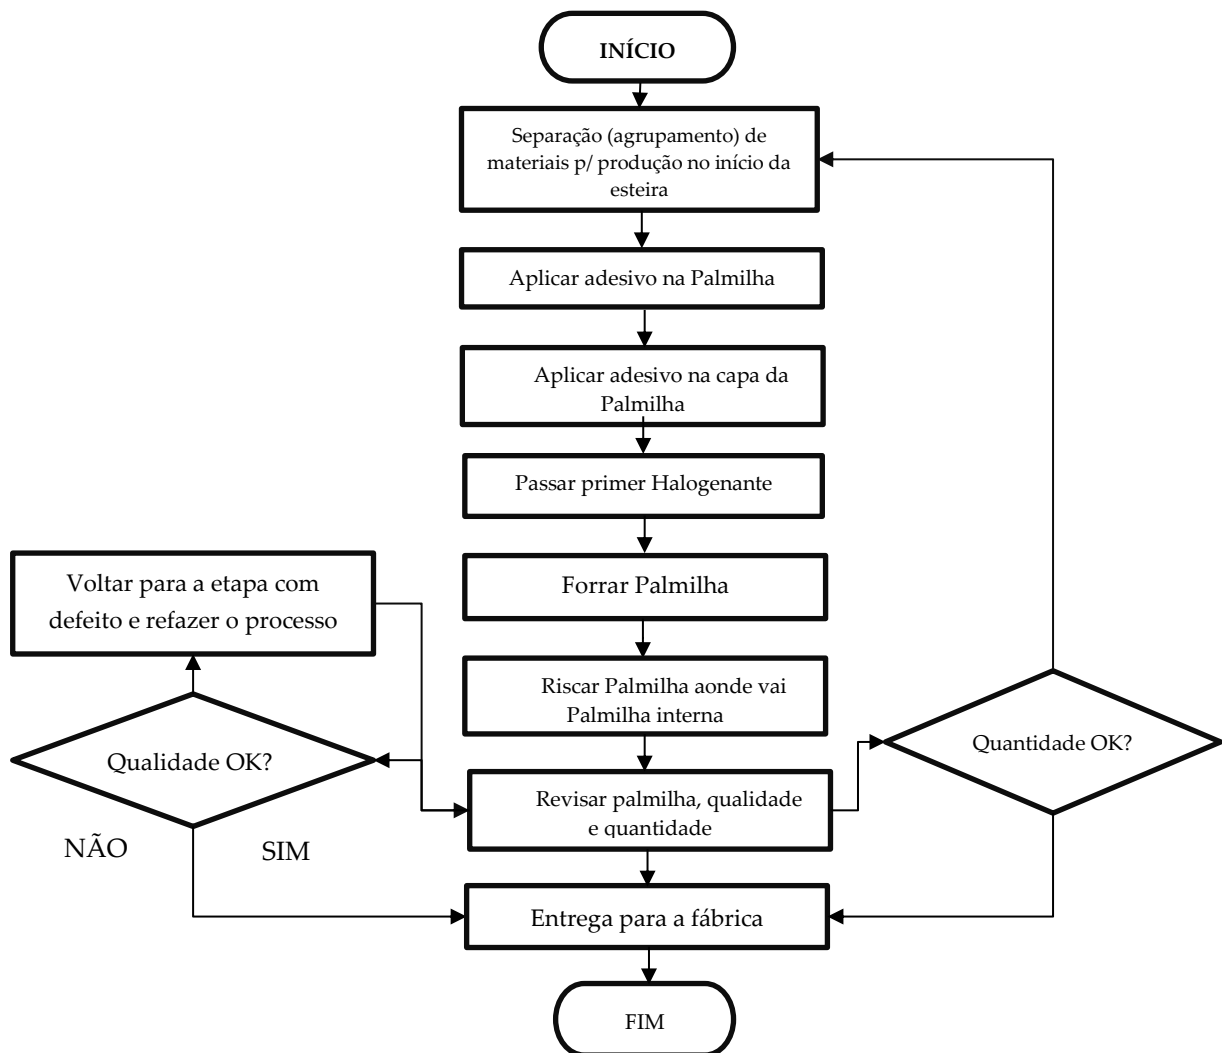 INÍCIO
Separação (agrupamento) de
materiais p/ produção no início da
esteira
Aplicar adesivo na Palmilha
Aplicar adesivo na capa da
Palmilha
Passar primer Halogenante
Forrar Palmilha
Voltar para a etapa com
defeito e refazer o processo
Riscar Palmilha aonde vai
Palmilha interna
Qualidade OK?
Quantidade OK?
Revisar palmilha, qualidade
e quantidade
NÃO
SIM
Entrega para a fábrica
FIM